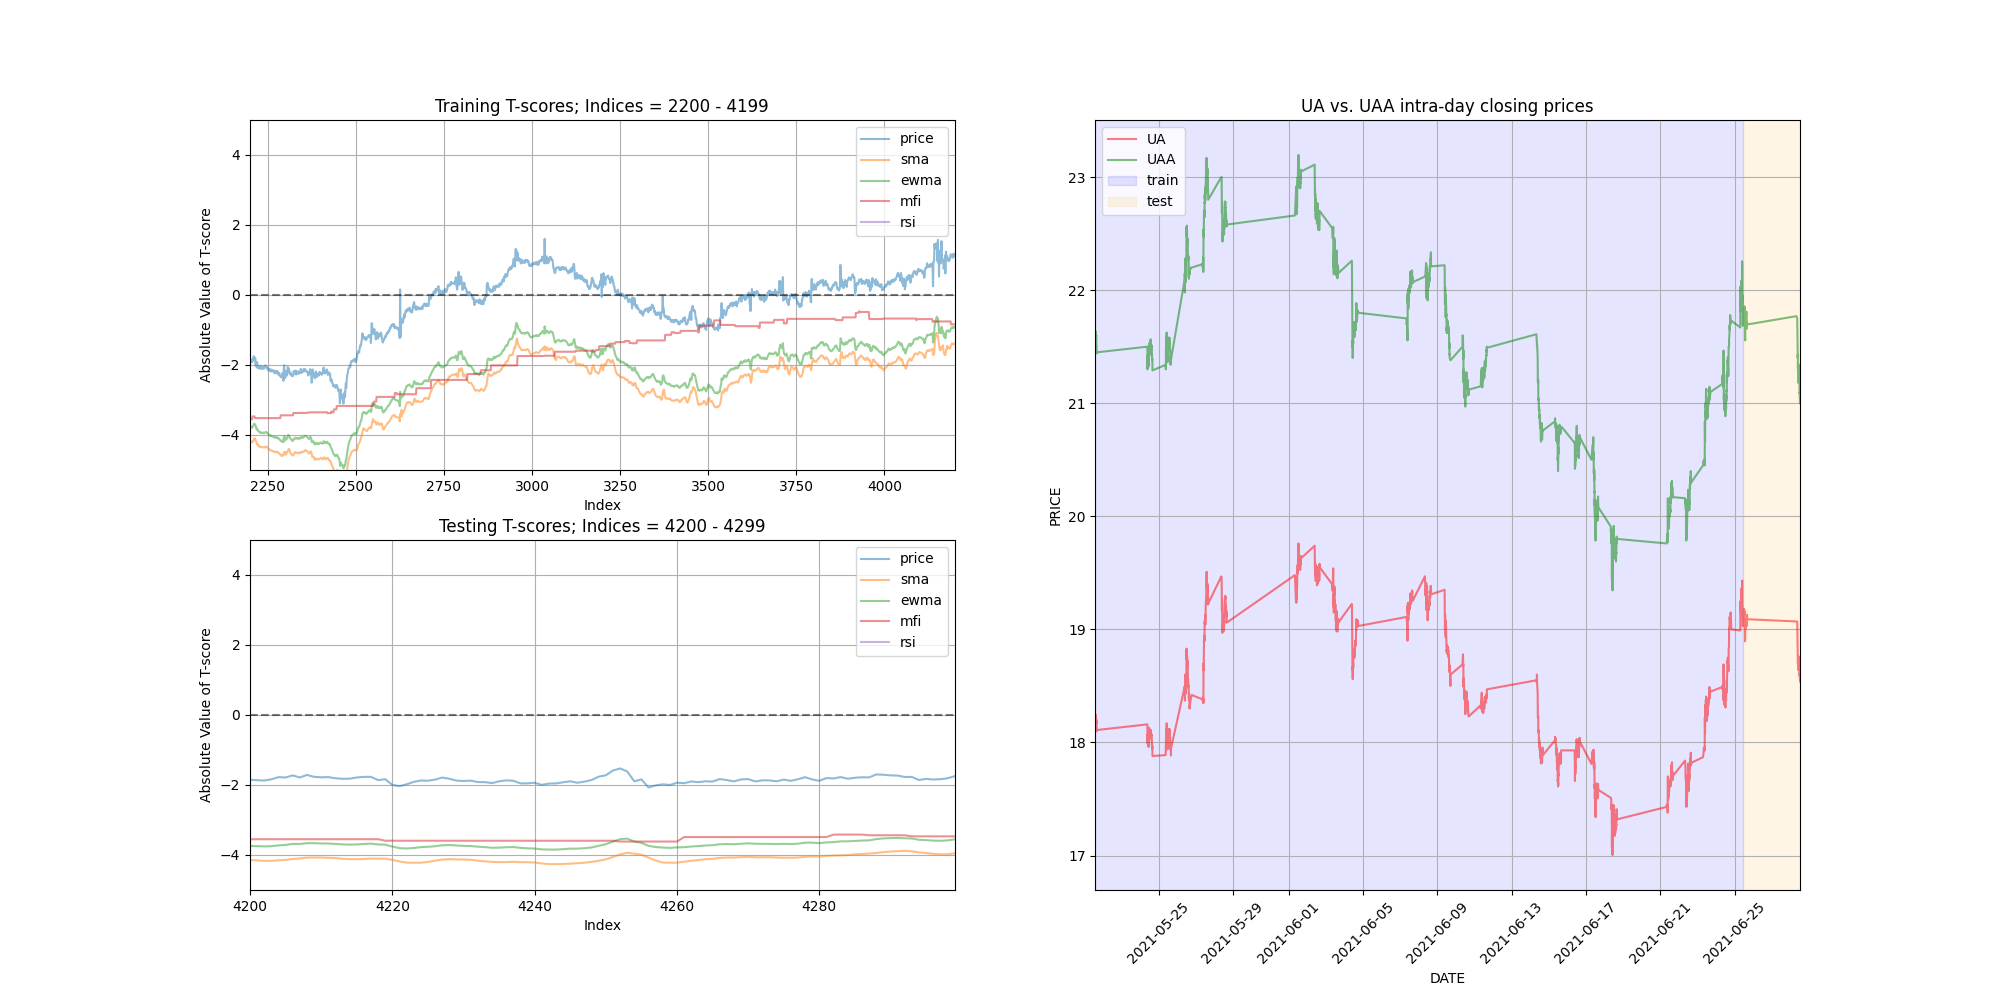 Training T-scores; Indices = 2200 - 4199
Absolute Value of T-score
4
2
0
−2
−4
price
sma
ewma
mfi
rsi
2250 2500 2750 3000 3250 3500 3750 4000
Index
Testing T-scores; Indices = 4200 - 4299
Absolute Value of T-score
4
2
0
−2
−4
price
sma
ewma
mfi
rsi
4200 4220 4240 4260 4280
Index
UA vs. UAA intra-day closing prices
UA
UAA
train
test
PRICE
23
22
21
20
19
18
17
2021-05-25 2021-05-29 2021-06-01 2021-06-05 2021-06-09 2021-06-13 2021-06-17 2021-06-21 2021-06-25
DATE